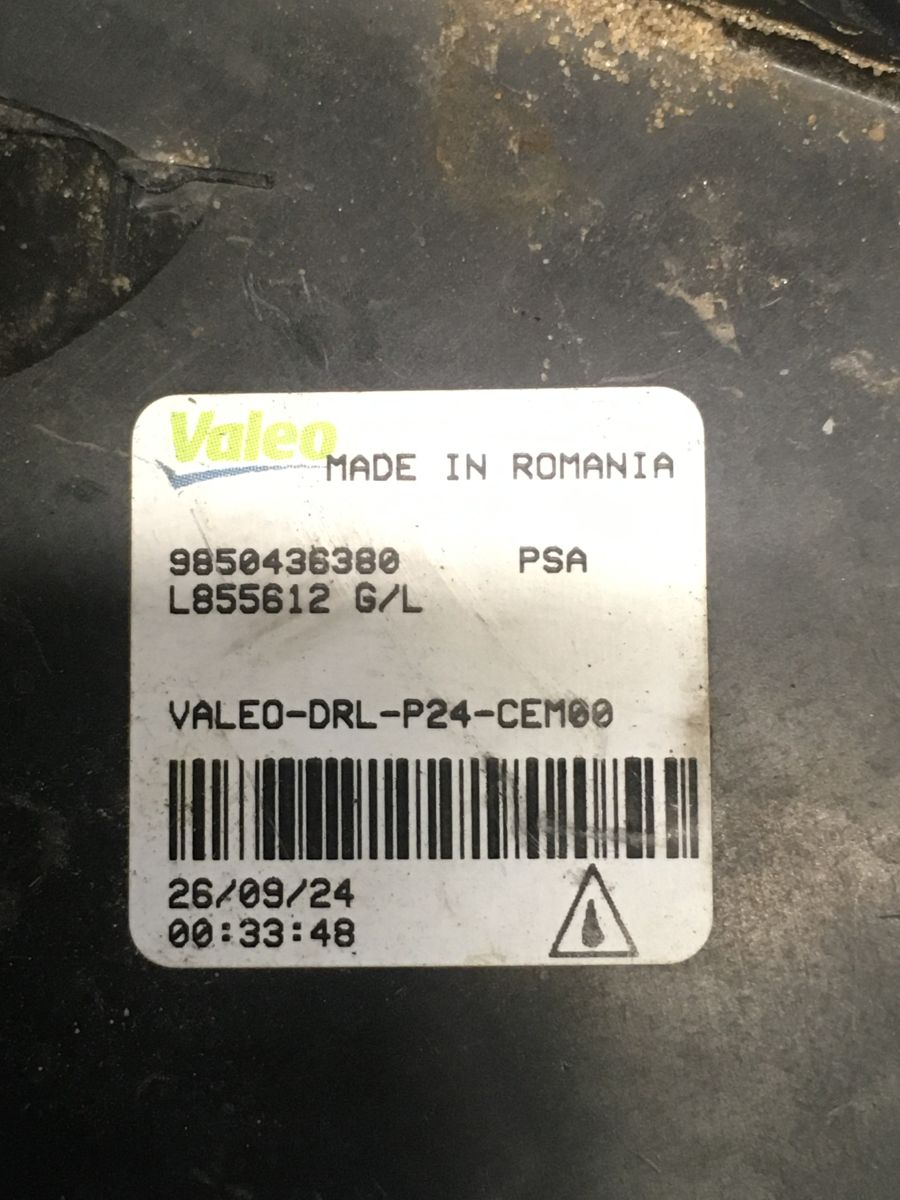 Valeo
MADE IN ROMANIA
9850436380 PSA
L855612 G/L
VALEO-DRL-P24-CEM00
26/09/24
00:33:48